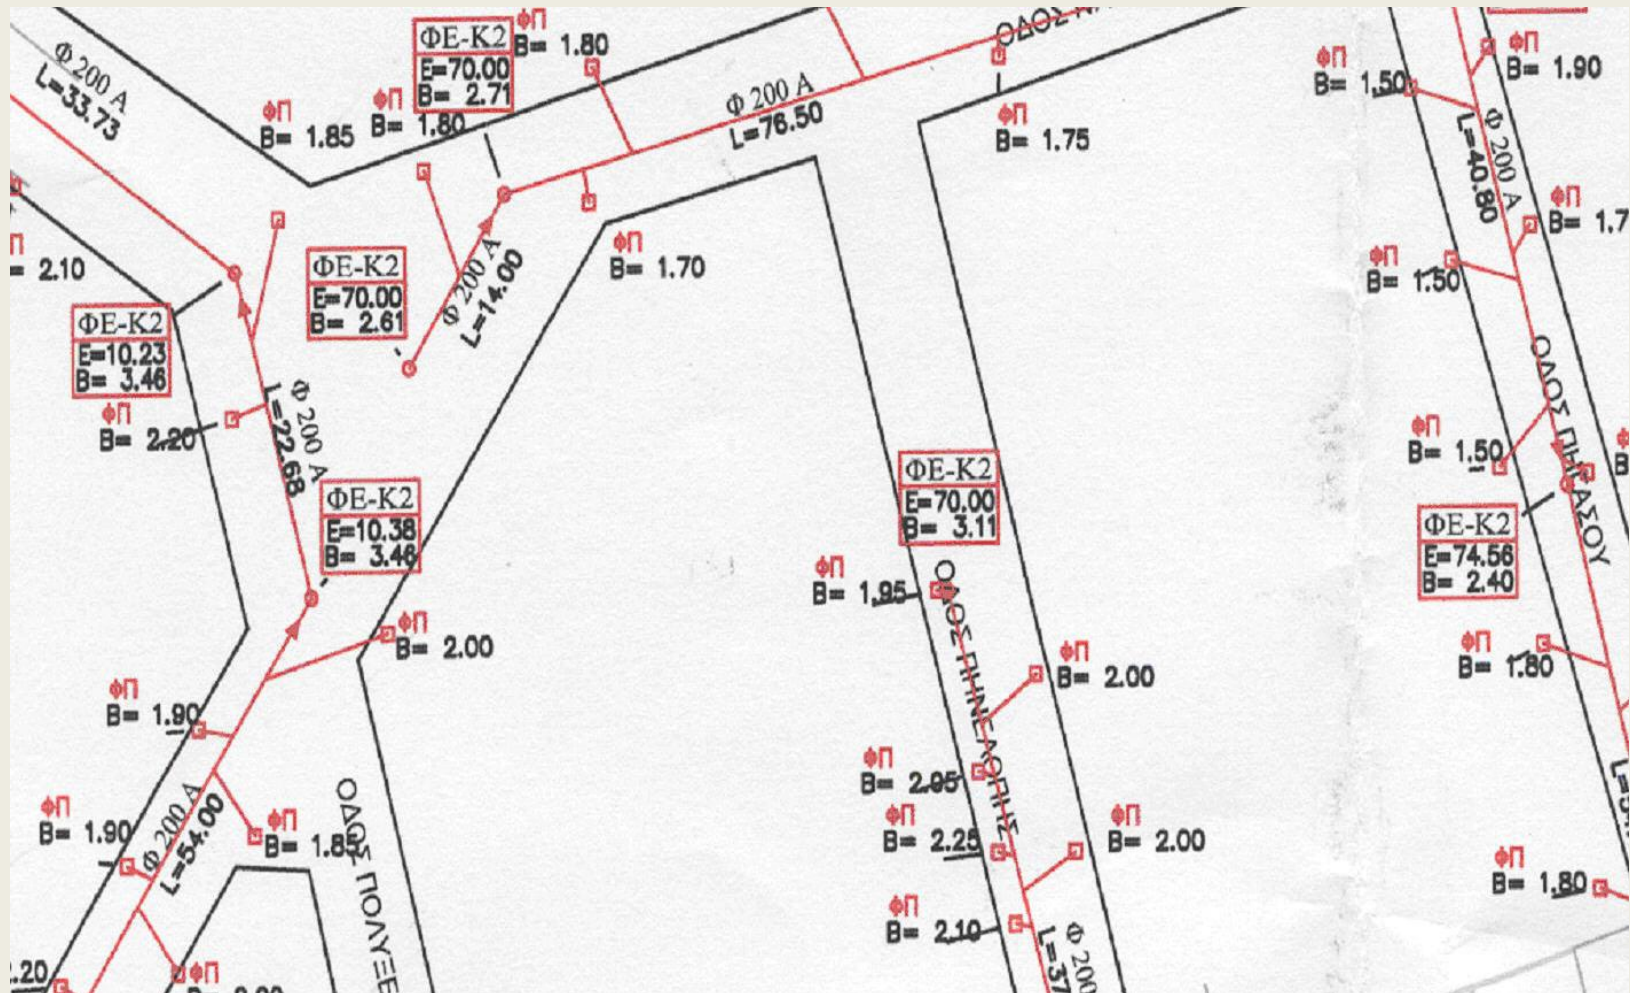 Φ 200 Α
L=33.73
ΦΠ
Β= 1.85
ΦΠ
Β= 1.80
ΦΕ-Κ2
Ε=70.00
Β= 2.71
ΦΠ
Β= 1.80
Φ 200 Α
L=76.50
ΟΔΟΣ
ΦΠ
Β= 1.75
ΦΠ
Β= 1.50
ΦΠ
Β= 1.90
Φ 200 Α
L=40.80
ΦΠ
Β= 1.7
ΦΠ
Β= 1.50
Π
= 2.10
ΦΕ-Κ2
Ε=10.23
Β= 3.46
ΦΕ-Κ2
Ε=70.00
Β= 2.61
Φ 200 Α
L=14.00
ΦΠ
Β= 1.70
ΦΠ
Β= 2.20
Φ 200 Α
L=22.68
ΦΕ-Κ2
Ε=10.38
Β= 3.46
ΦΕ-Κ2
Ε=70.00
Β= 3.11
ΟΔΟΣ ΠΗΓΑΣΟΥ
ΦΠ
Β= 1.50
Φ
Β
ΦΕ-Κ2
Ε=74.56
Β= 2.40
ΦΠ
Β= 1.95
ΟΔΟΣ ΠΗΝΕΛΟΠΗΣ
ΦΠ
Β= 2.00
ΦΠ
Β= 2.00
ΦΠ
Β= 1.80
ΦΠ
Β= 1.90
ΦΠ
Β= 1.90
Φ 200 Α
L=54.00
ΦΠ
Β= 1.85
ΟΔΟΣ ΠΟΛΥΞΕ
ΦΠ
Β= 2.05
ΦΠ
Β= 2.25
ΦΠ
Β= 2.00
ΦΠ
Β= 2.10
Φ 200
L=37
ΦΠ
Β= 1.80
.20
ΦΠ